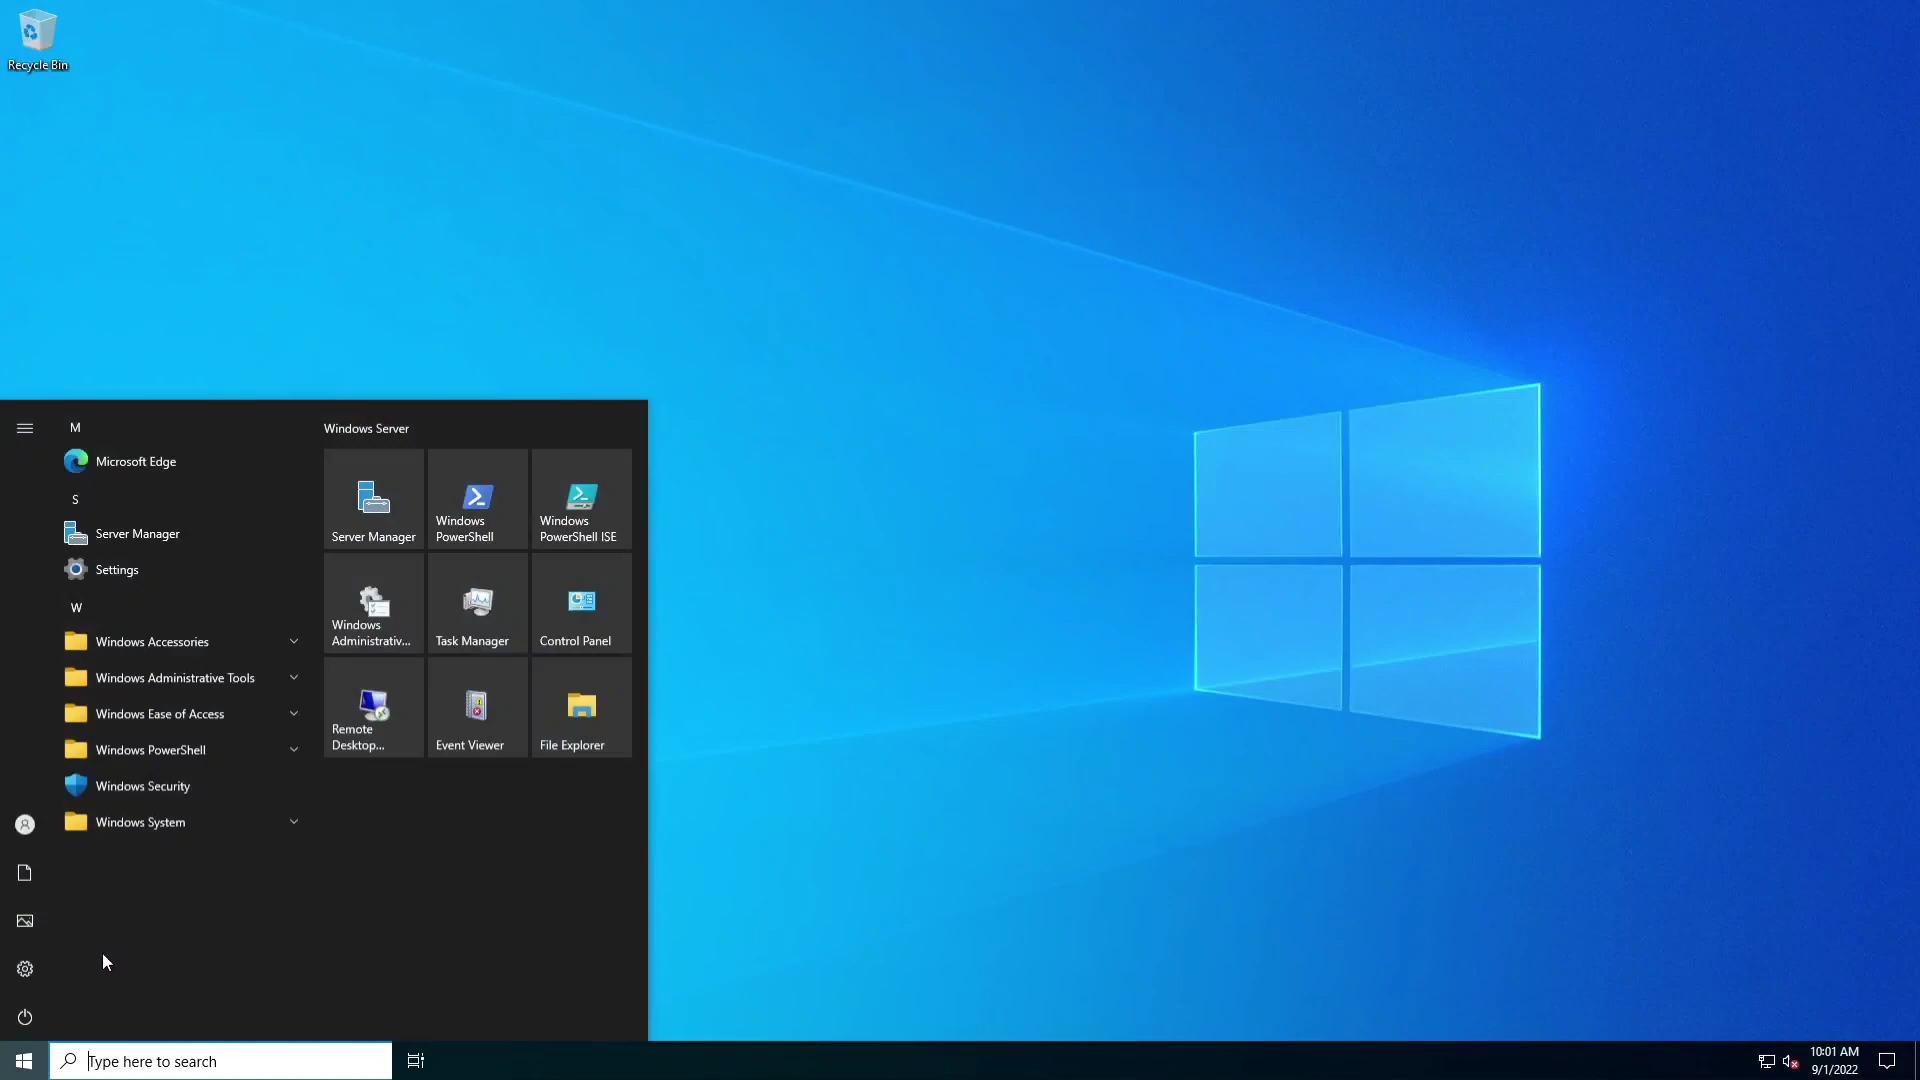 Recycle Bin
M
Microsoft Edge
S
Server Manager
Settings
W
Windows Accessories
Windows Administrative Tools
Windows Ease of Access
Windows PowerShell
Windows Security
Windows System
Windows Server
Server Manager
Windows
PowerShell
Windows
PowerShell ISE
Windows
Administrativ...
Task Manager
Control Panel
Remote
Desktop...
Event Viewer
File Explorer
Type here to search
10:01 AM
9/1/2022